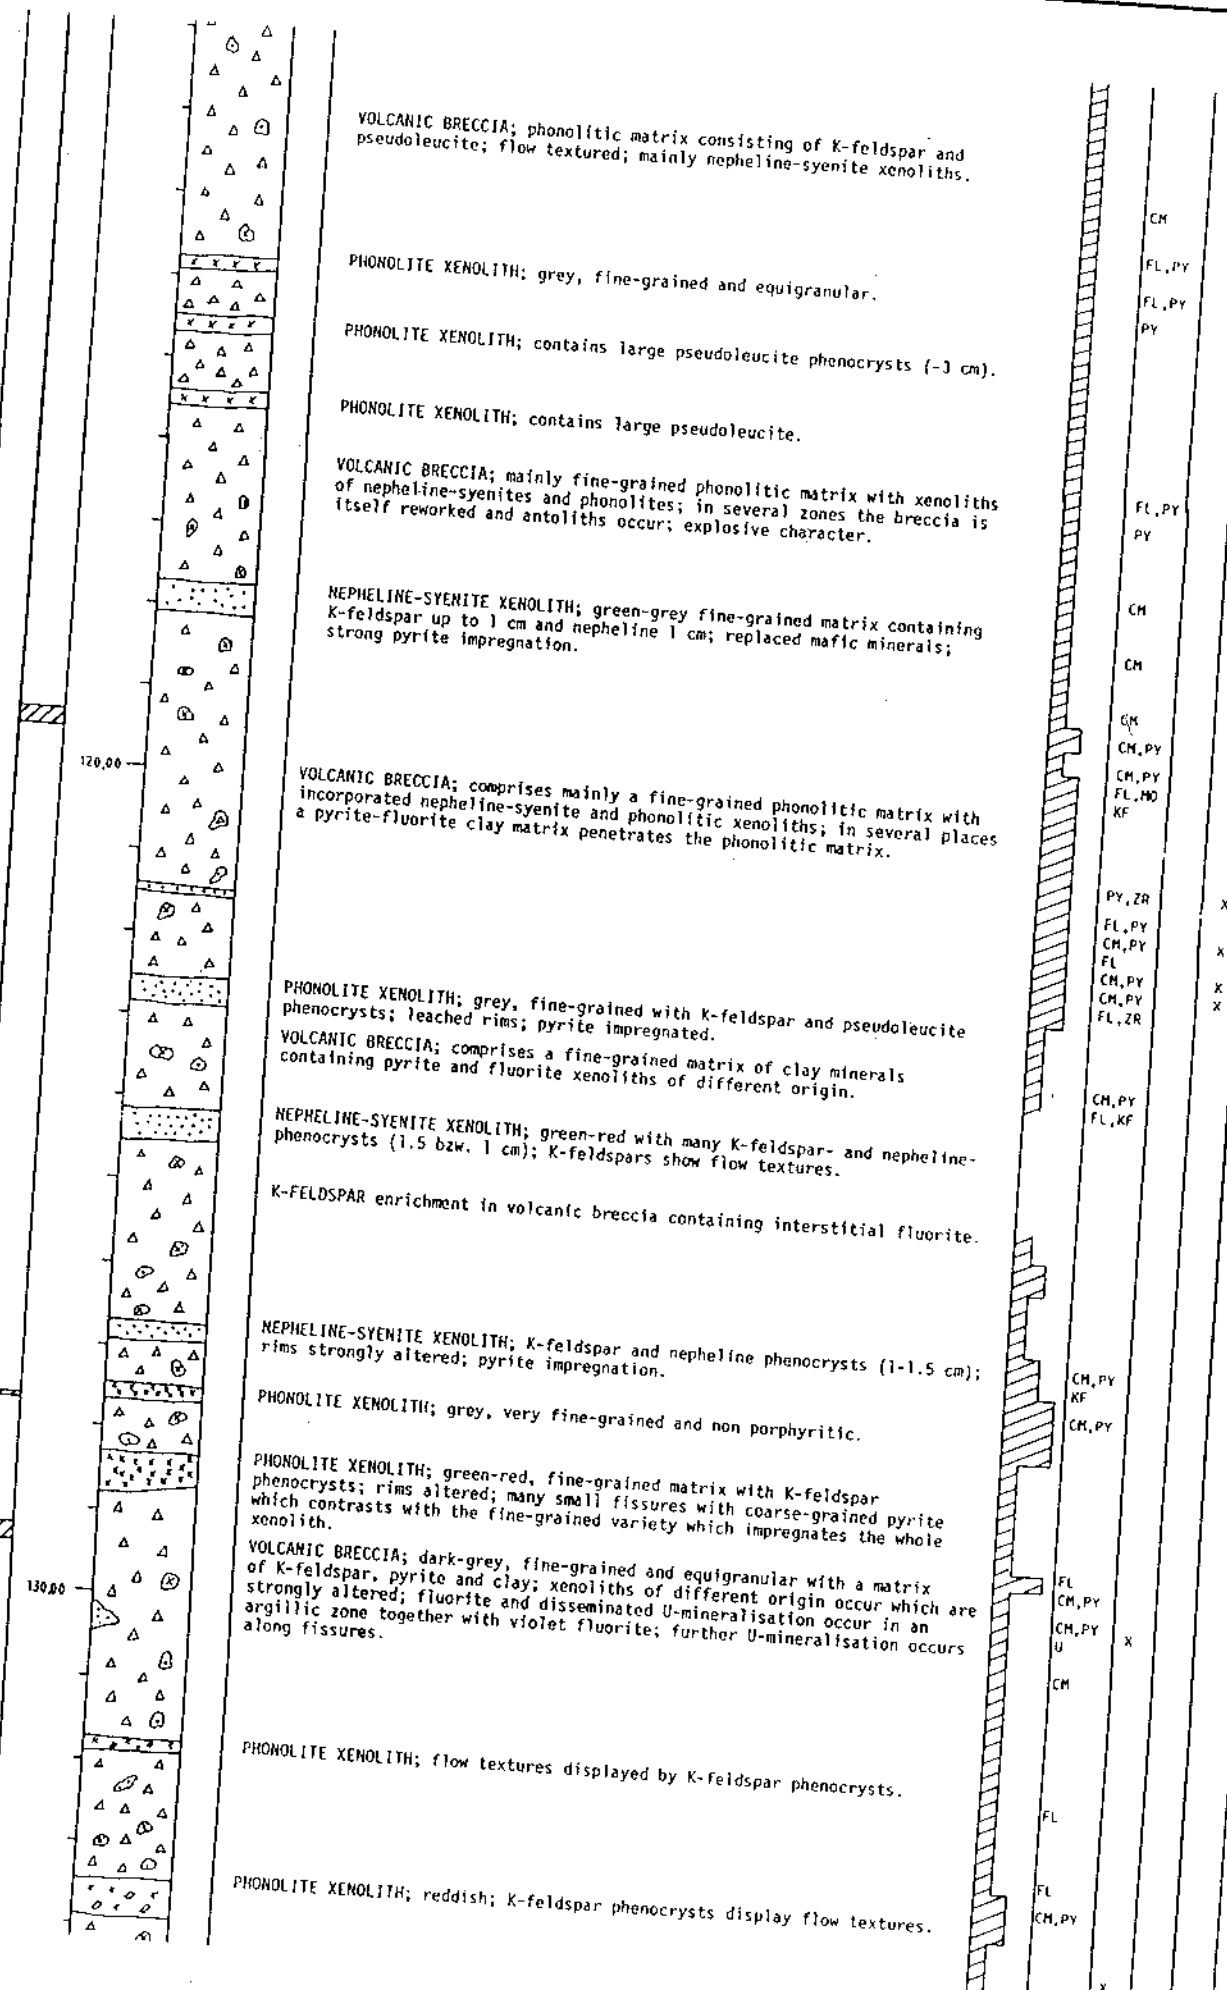 VOLCANIC BRECCIA; phonolitic matrix consisting of K-feldspar and
pseudoleucite; flow textured; mainly nepheline-syenite xenoliths.
CM
PHONOLITE XENOLITH; grey, fine-grained and equigranular.
FL,PY
FL,PY
PHONOLITE XENOLITH; contains large pseudoleucite phenocrysts (-3 cm).
PY
PHONOLITE XENOLITH; contains large pseudoleucite.
VOLCANIC BRECCIA; mainly fine-grained phonolitic matrix with xenoliths
of nepheline-syenites and phonolites; in several zones the breccia is
itself reworked and antoliths occur; explosive character.
FL,PY
PY
NEPHELINE-SYENITE XENOLITH; green-grey fine-grained matrix containing
K-feldspar up to 1 cm and nepheline 1 cm; replaced mafic minerals;
strong pyrite impregnation.
CM
CM
CM
CM,PY
120,00
VOLCANIC BRECCIA; comprises mainly a fine-grained phonolitic matrix with
incorporated nepheline-syenite and phonolitic xenoliths; in several places
a pyrite-fluorite clay matrix penetrates the phonolitic matrix.
CM,PY
FL,MO
KF
PY,ZR X
FL,PY
CM,PY X
FL
CM,PY X
CM,PY X
FL,ZR
PHONOLITE XENOLITH; grey, fine-grained with K-feldspar and pseudoleucite
phenocrysts; leached rims; pyrite impregnated.
VOLCANIC BRECCIA; comprises a fine-grained matrix of clay minerals
containing pyrite and fluorite xenoliths of different origin.
CM,PY
FL,KF
NEPHELINE-SYENITE XENOLITH; green-red with many K-feldspar- and nepheline-
phenocrysts (1.5 bzw. 1 cm); K-feldspars show flow textures.
K-FELDSPAR enrichment in volcanic breccia containing interstitial fluorite.
NEPHELINE-SYENITE XENOLITH; K-feldspar and nepheline phenocrysts (1-1.5 cm);
rims strongly altered; pyrite impregnation.
CM,PY
KF
PHONOLITE XENOLITH; grey, very fine-grained and non porphyritic.
CM,PY
PHONOLITE XENOLITH; green-red, fine-grained matrix with K-feldspar
phenocrysts; rims altered; many small fissures with coarse-grained pyrite
which contrasts with the fine-grained variety which impregnates the whole
xenolith.
130,00
VOLCANIC BRECCIA; dark-grey, fine-grained and equigranular with a matrix
of K-feldspar, pyrite and clay; xenoliths of different origin occur which are
strongly altered; fluorite and disseminated U-mineralisation occur in an
argillic zone together with violet fluorite; further U-mineralisation occurs
along fissures.
FL
CM,PY
CM,PY X
U
CM
PHONOLITE XENOLITH; flow textures displayed by K-feldspar phenocrysts.
FL
PHONOLITE XENOLITH; reddish; K-feldspar phenocrysts display flow textures.
FL
CM,PY
X